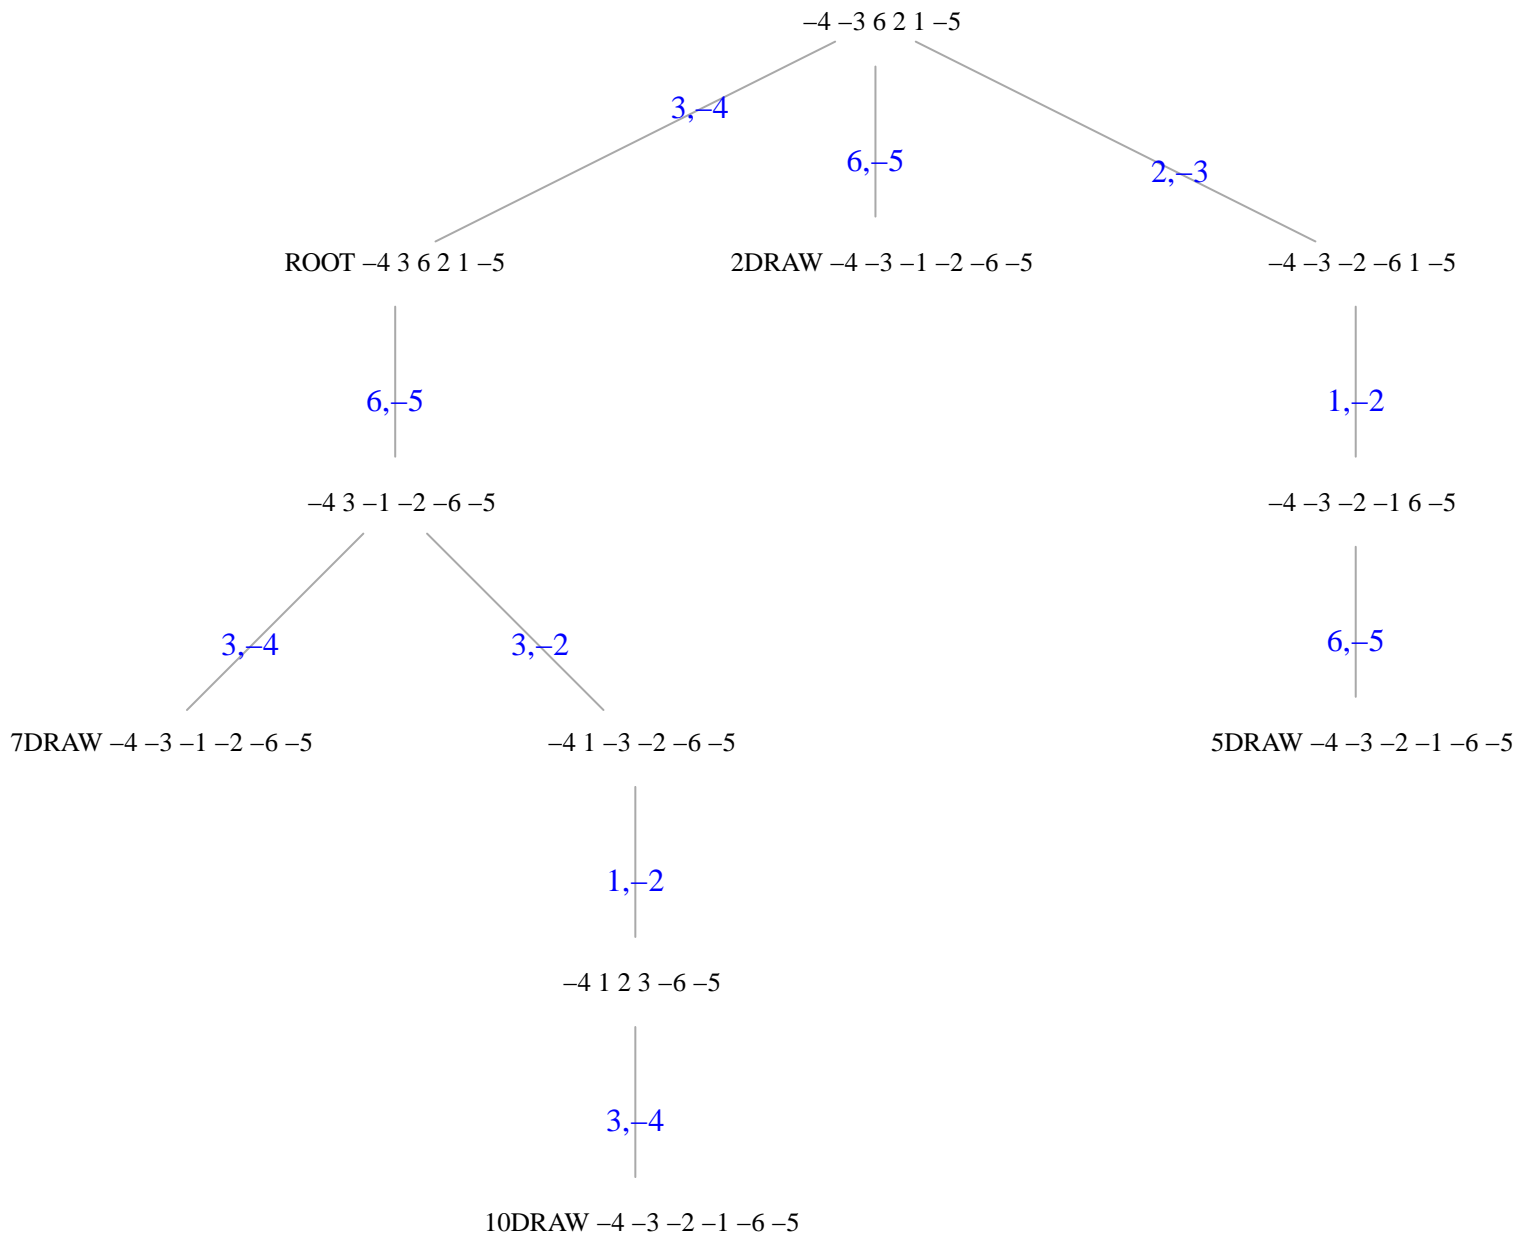 –4 –3 6 2 1 –5
3,–4
6,–5
2,–3
ROOT –4 3 6 2 1 –5
2DRAW –4 –3 –1 –2 –6 –5
–4 –3 –2 –6 1 –5
6,–5
1,–2
–4 3 –1 –2 –6 –5
–4 –3 –2 –1 6 –5
3,–4
3,–2
6,–5
7DRAW –4 –3 –1 –2 –6 –5
–4 1 –3 –2 –6 –5
5DRAW –4 –3 –2 –1 –6 –5
1,–2
–4 1 2 3 –6 –5
3,–4
10DRAW –4 –3 –2 –1 –6 –5